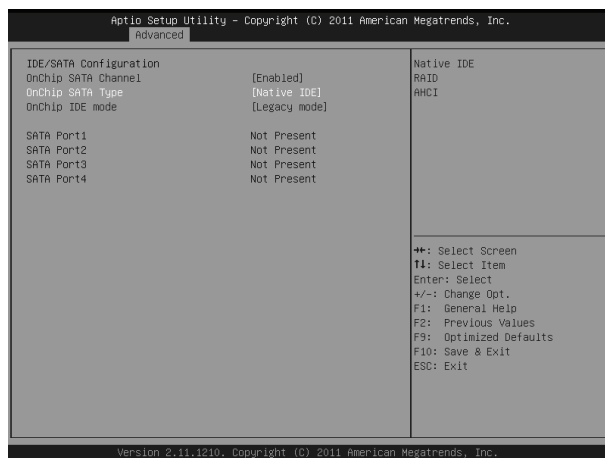 Aptio Setup Utility – Copyright (C) 2011 American Megatrends, Inc.
Advanced
IDE/SATA Configuration
OnChip SATA Channel [Enabled]
OnChip SATA Type [Native IDE]
OnChip IDE mode [Legacy mode]
SATA Port1 Not Present
SATA Port2 Not Present
SATA Port3 Not Present
SATA Port4 Not Present
Native IDE
RAID
AHCI
→←: Select Screen
↑↓: Select Item
Enter: Select
+/-: Change Opt.
F1: General Help
F2: Previous Values
F9: Optimized Defaults
F10: Save & Exit
ESC: Exit
Version 2.11.1210. Copyright (C) 2011 American Megatrends, Inc.